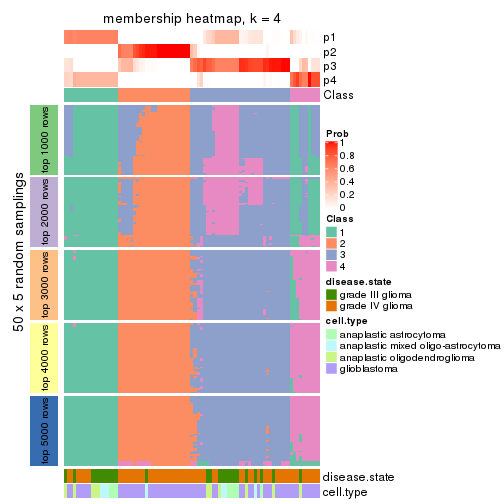 membership heatmap, k = 4
p1
p2
p3
p4
Class
50 x 5 random samplings
top 1000 rows
top 2000 rows
top 3000 rows
top 4000 rows
top 5000 rows
Prob
1
0.8
0.6
0.4
0.2
0
Class
1
2
3
4
disease.state
grade III glioma
grade IV glioma
cell.type
anaplastic astrocytoma
anaplastic mixed oligo-astrocytoma
anaplastic oligodendroglioma
glioblastoma
disease.state
cell.type